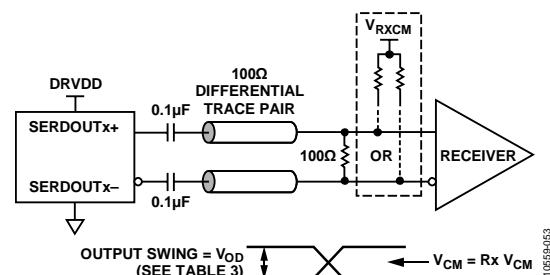 V_RXCM
DRVDD
100Ω
DIFFERENTIAL
TRACE PAIR
0.1µF
SERDOUTx+
100Ω
OR
RECEIVER
SERDOUTx–
0.1µF
OUTPUT SWING = V_OD
(SEE TABLE 3)
V_CM = Rx V_CM
10559-053